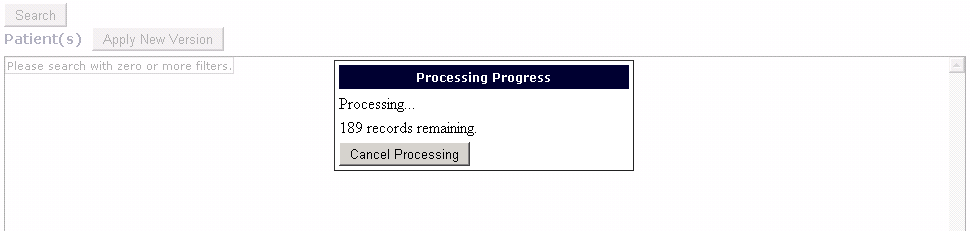 Search
Patient(s) Apply New Version
Please search with zero or more filters.
Processing Progress
Processing...
189 records remaining.
Cancel Processing